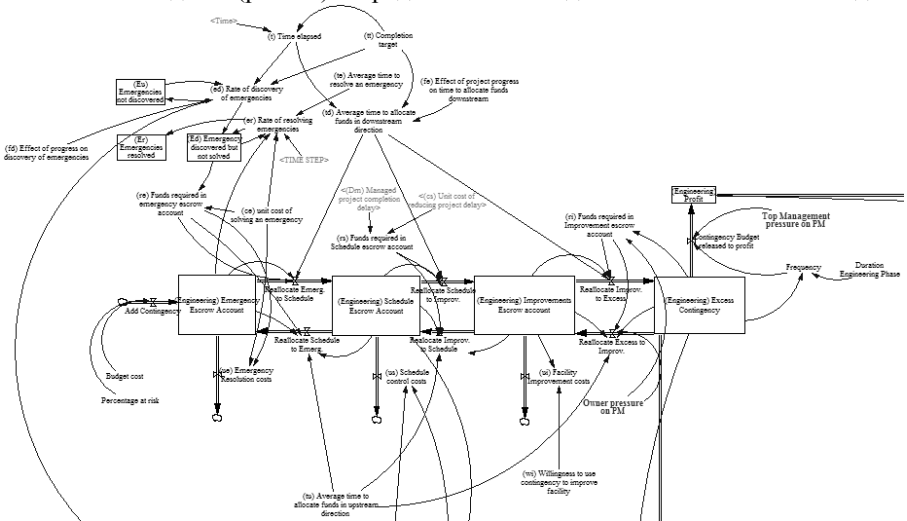 <Time>
(t) Time elapsed
(tt) Completion
target
(te) Average time to
resolve an emergency
(fe) Effect of project progress
on time to allocate funds
downstream
(Eu)
Emergencies
not discovered
(ed) Rate of discovery
of emergencies
(er) Rate of resolving
emergencies
(td) Average time to allocate
funds in downstream
direction
(fd) Effect of progress on
discovery of emergencies
(Er)
Emergencies
resolved
(Ed) Emergency
discovered but
not solved
<TIME STEP>
(re) Funds required in
emergency escrow
account
(ce) unit cost of
solving an emergency
<(Dm) Managed
project completion
delay>
<(cs) Unit cost of
reducing project delay>
(rs) Funds required in
Schedule escrow account
(ri) Funds required in
Improvement escrow
account
(Engineering)
Profit
Top Management
pressure on PM
Contingency Budget
released to profit
Frequency
Duration
Engineering Phase
(Engineering) Emergency
Escrow Account
Reallocate Emerg.
to Schedule
(Engineering) Schedule
Escrow Account
Reallocate Schedule
to Improv.
(Engineering) Improvements
Escrow account
Reallocate Improv.
to Excess
(Engineering) Excess
Contingency
Add Contingency
Reallocate Schedule
to Emerg.
Reallocate Improv.
to Schedule
Reallocate Excess to
Improv.
Budget cost
Percentage at risk
(ue) Emergency
Resolution costs
(us) Schedule
control costs
(ui) Facility
Improvement costs
Owner pressure
on PM
(tu) Average time to
allocate funds in upstream
direction
(wi) Willingness to use
contingency to improve
facility